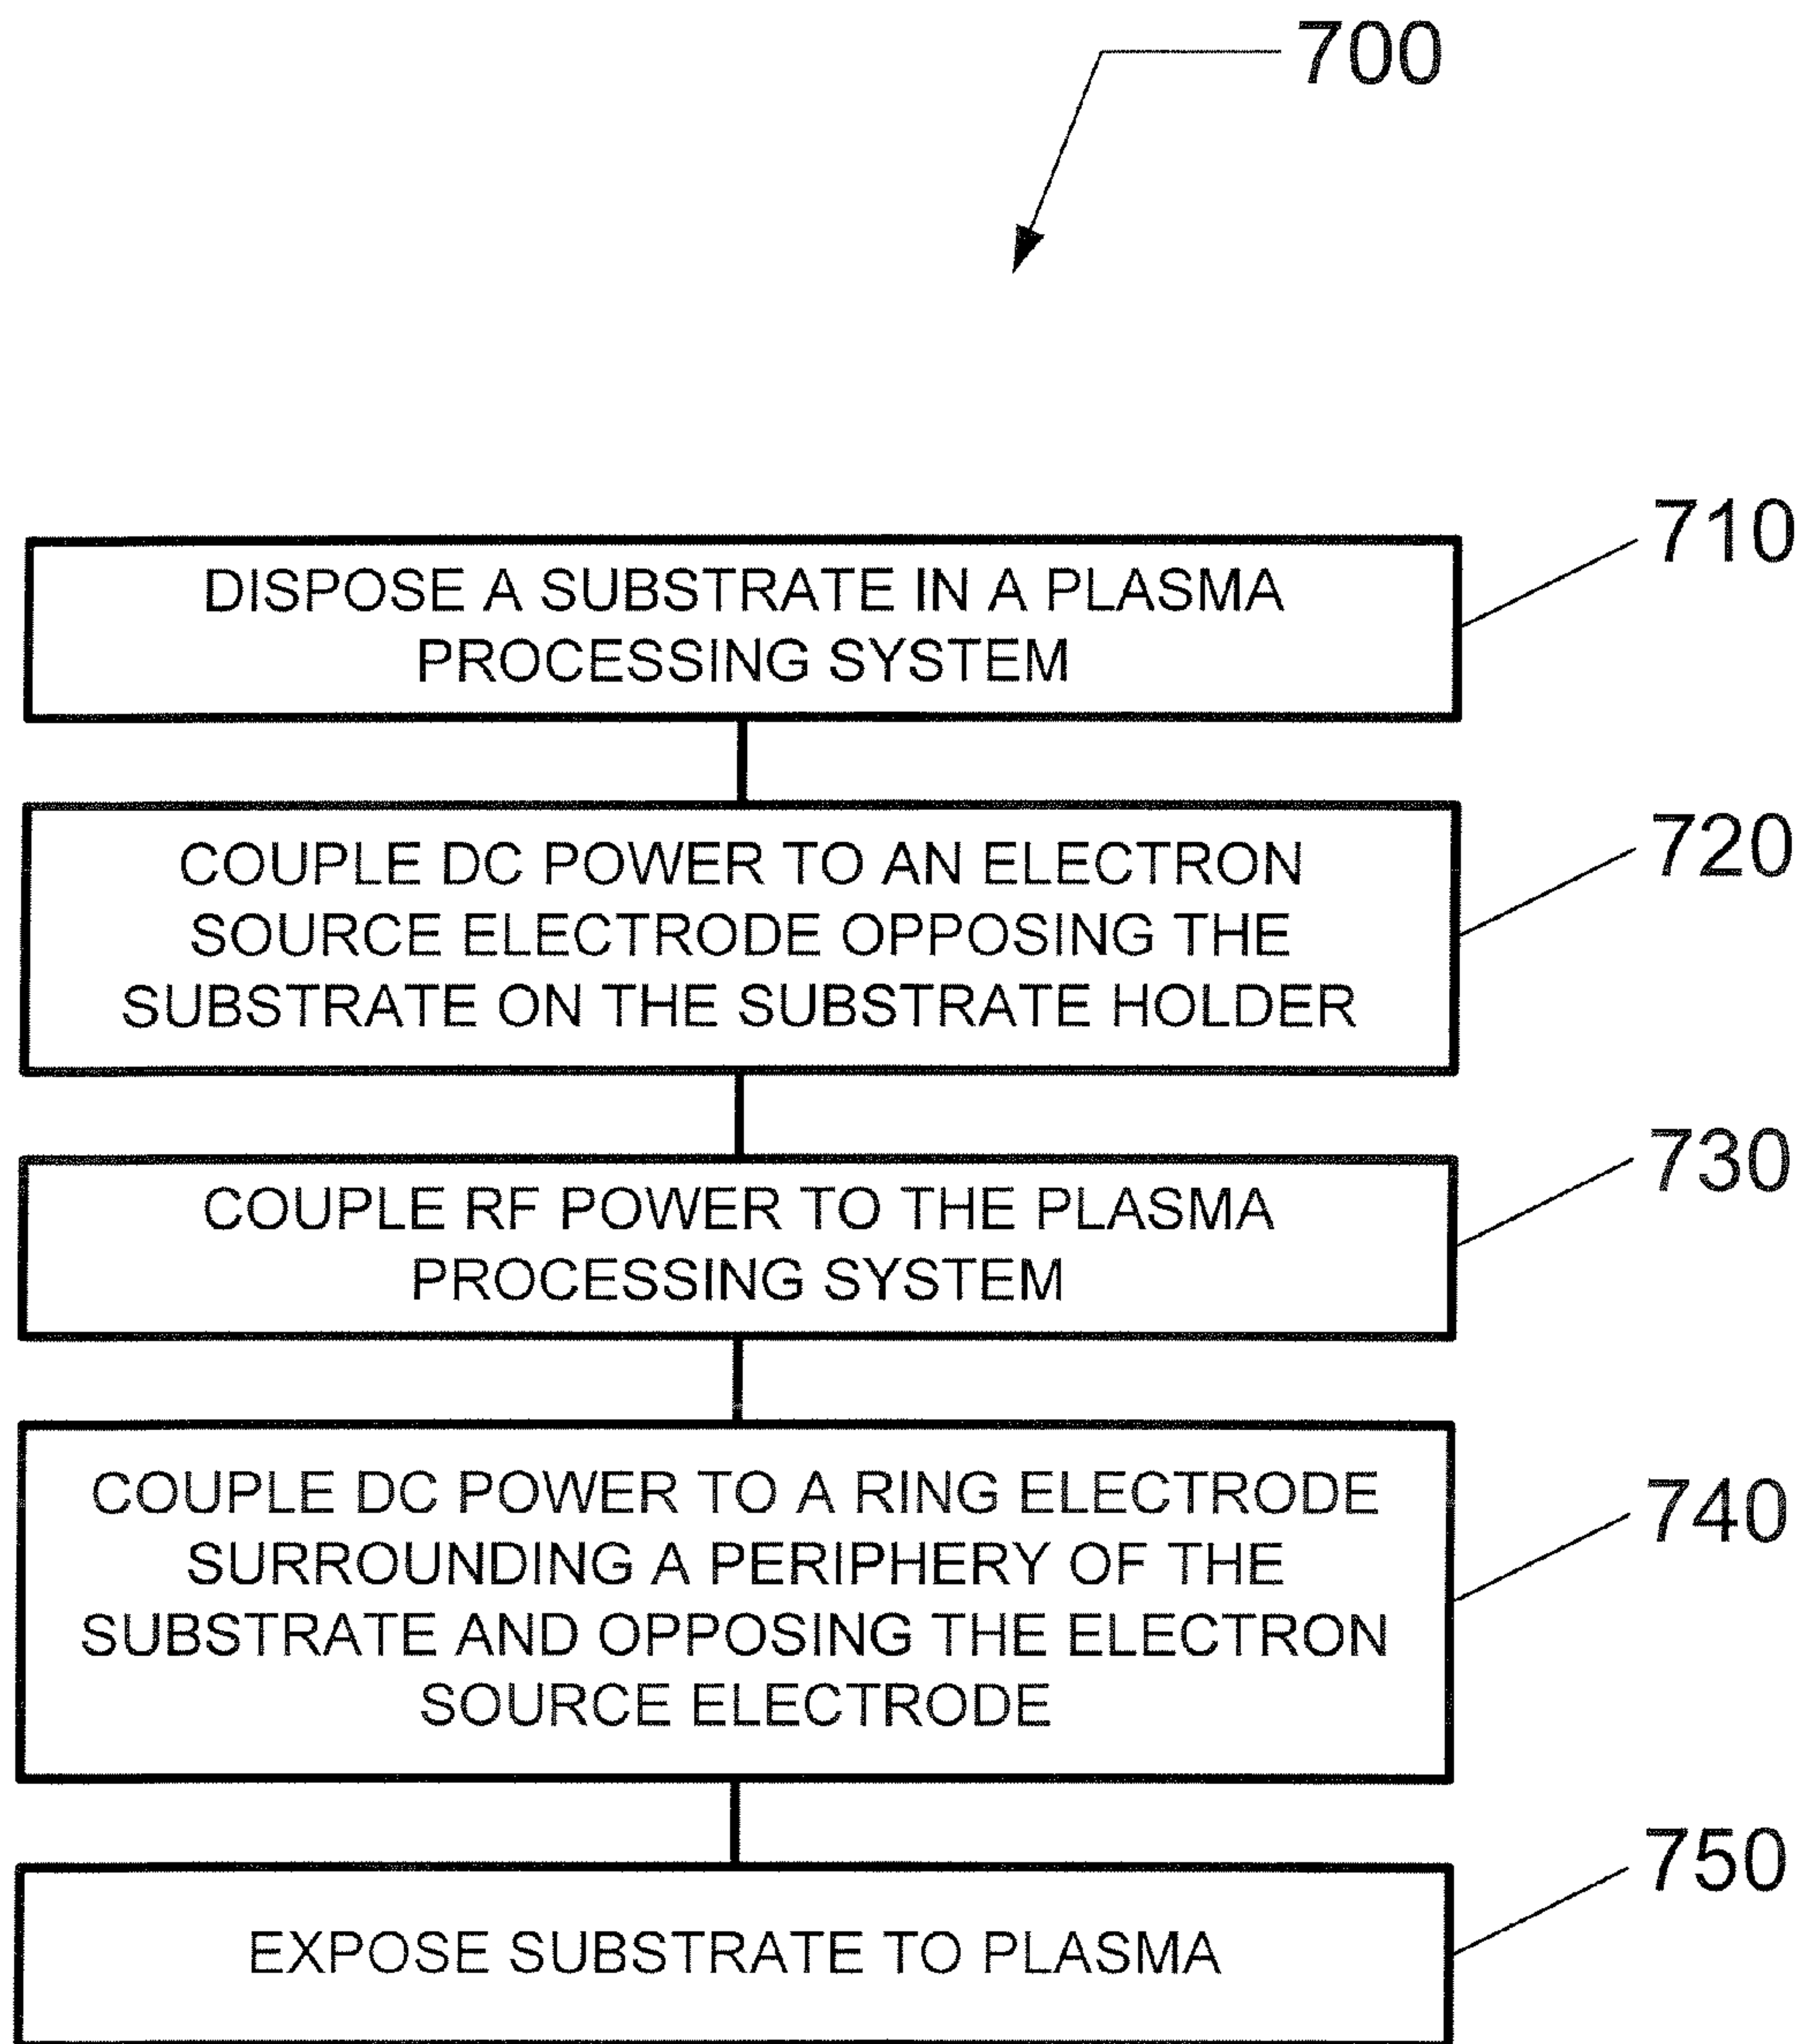 700
710
DISPOSE A SUBSTRATE IN A PLASMA
PROCESSING SYSTEM
720
COUPLE DC POWER TO AN ELECTRON
SOURCE ELECTRODE OPPOSING THE
SUBSTRATE ON THE SUBSTRATE HOLDER
730
COUPLE RF POWER TO THE PLASMA
PROCESSING SYSTEM
740
COUPLE DC POWER TO A RING ELECTRODE
SURROUNDING A PERIPHERY OF THE
SUBSTRATE AND OPPOSING THE ELECTRON
SOURCE ELECTRODE
750
EXPOSE SUBSTRATE TO PLASMA